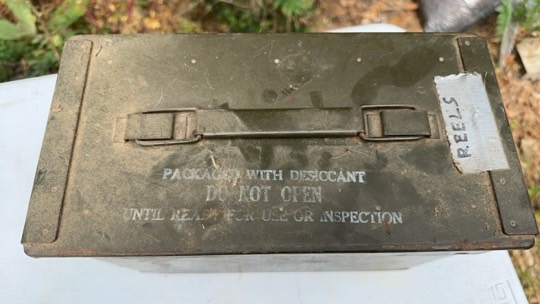 PACKAGED WITH DESICCANT
DO NOT OPEN
UNTIL READY FOR USE OR INSPECTION
REELS